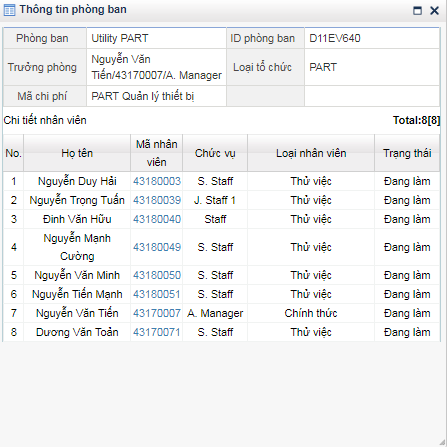 Thông tin phòng ban
Phòng ban Utility PART ID phòng ban D11EV640
Trưởng phòng Nguyễn Văn Tiến/43170007/A. Manager Loại tổ chức PART
Mã chi phí PART Quản lý thiết bị
Chi tiết nhân viên Total:8[8]
No. Họ tên Mã nhân viên Chức vụ Loại nhân viên Trạng thái
1 Nguyễn Duy Hải 43180003 S. Staff Thử việc Đang làm
2 Nguyễn Trọng Tuấn 43180039 J. Staff 1 Thử việc Đang làm
3 Đinh Văn Hữu 43180040 Staff Thử việc Đang làm
4 Nguyễn Mạnh Cường 43180049 S. Staff Thử việc Đang làm
5 Nguyễn Văn Minh 43180050 S. Staff Thử việc Đang làm
6 Nguyễn Tiến Mạnh 43180051 S. Staff Thử việc Đang làm
7 Nguyễn Văn Tiến 43170007 A. Manager Chính thức Đang làm
8 Dương Văn Toản 43170071 S. Staff Thử việc Đang làm